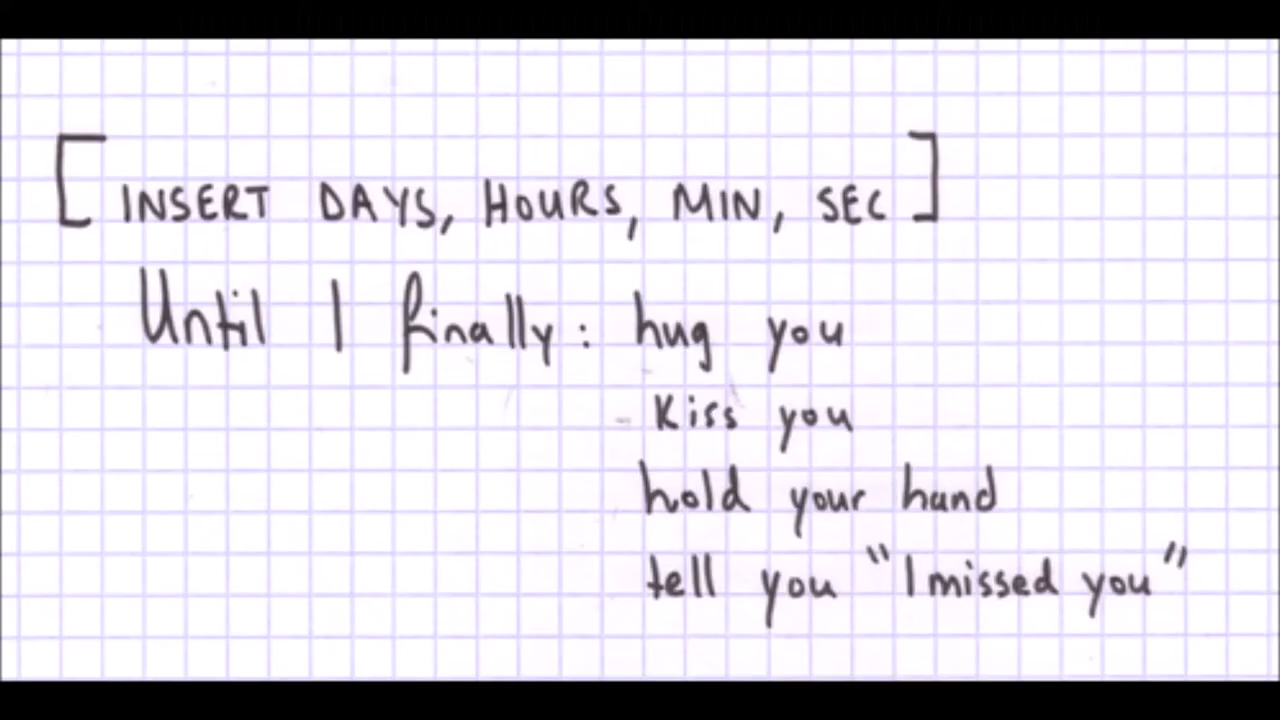 [INSERT DAYS, HOURS, MIN, SEC]
Until I finally: hug you
Kiss you
hold your hand
tell you "I missed you"